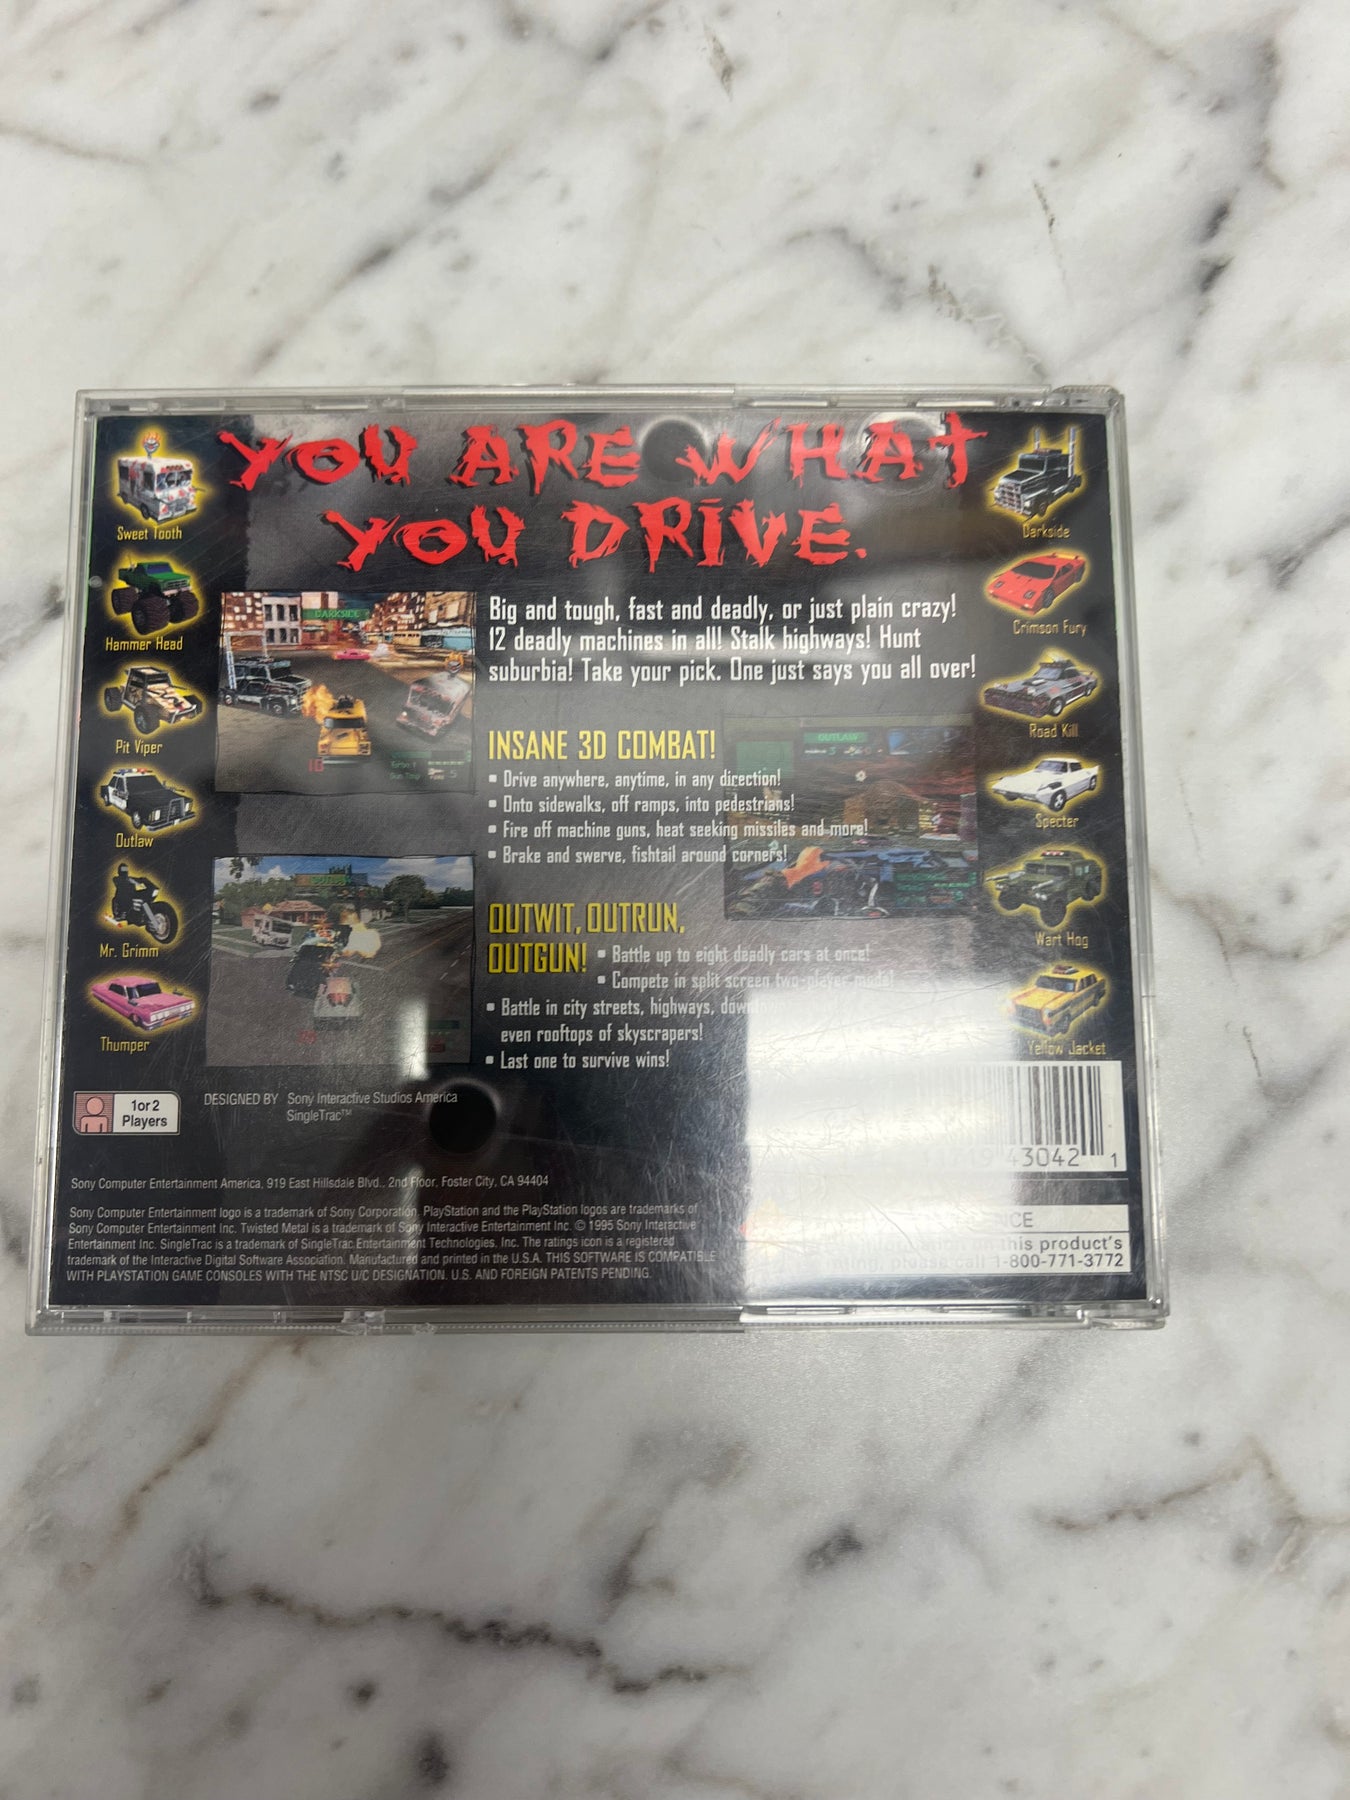 YOU ARE WHAT
YOU DRIVE.
Sweet Tooth
Hammer Head
Pit Viper
Outlaw
Mr. Grimm
Thumper
Darkside
Crimson Fury
Road Kill
Specter
Wart Hog
Yellow Jacket
DARKSIDE
OUTLAW
Big and tough, fast and deadly, or just plain crazy!
12 deadly machines in all! Stalk highways! Hunt
suburbia! Take your pick. One just says you all over!
INSANE 3D COMBAT!
• Drive anywhere, anytime, in any direction!
• Onto sidewalks, off ramps, into pedestrians!
• Fire off machine guns, heat seeking missiles and more!
• Brake and swerve, fishtail around corners!
OUTWIT, OUTRUN,
OUTGUN!
• Battle up to eight deadly cars at once!
• Compete in split screen two-player mode!
• Battle in city streets, highways,
even rooftops of skyscrapers!
• Last one to survive wins!
1 or 2
Players
DESIGNED BY Sony Interactive Studios America
SingleTrac™
43042 1
Sony Computer Entertainment America, 919 East Hillsdale Blvd., 2nd Floor, Foster City, CA 94404
Sony Computer Entertainment logo is a trademark of Sony Corporation. PlayStation and the PlayStation logos are trademarks of
Sony Computer Entertainment Inc. Twisted Metal is a trademark of Sony Interactive Entertainment Inc. © 1995 Sony Interactive
Entertainment Inc. SingleTrac is a trademark of SingleTrac Entertainment Technologies, Inc. The ratings icon is a registered
trademark of the Interactive Digital Software Association. Manufactured and printed in the U.S.A. THIS SOFTWARE IS COMPATIBLE
WITH PLAYSTATION GAME CONSOLES WITH THE NTSC U/C DESIGNATION. U.S. AND FOREIGN PATENTS PENDING.
this product's
please call 1-800-771-3772